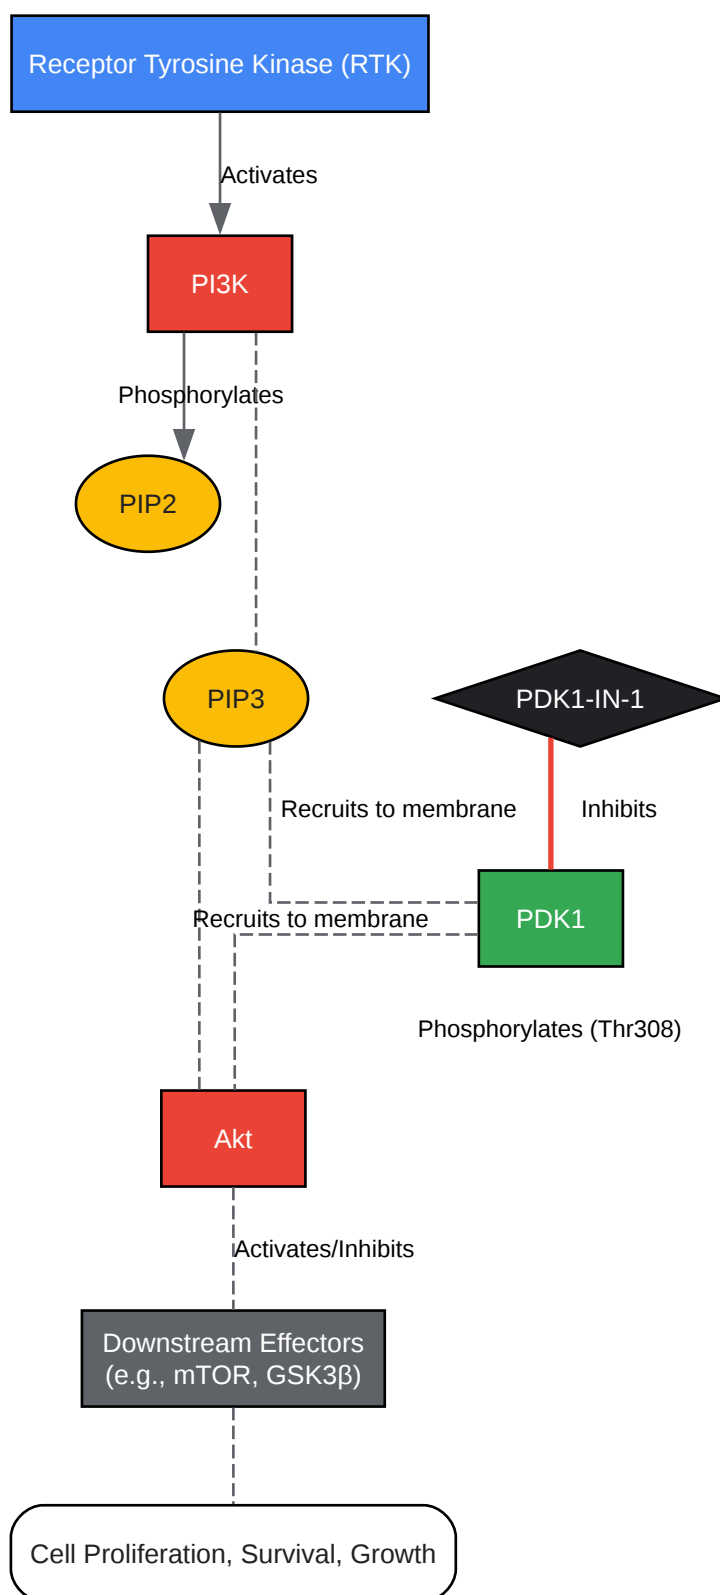 Receptor Tyrosine Kinase (RTK)
Activates
PI3K
Phosphorylates
PIP2
PIP3
PDK1-IN-1
Recruits to membrane
Inhibits
Recruits to membrane
PDK1
Phosphorylates (Thr308)
Akt
Activates/Inhibits
Downstream Effectors
(e.g., mTOR, GSK3β)
Cell Proliferation, Survival, Growth